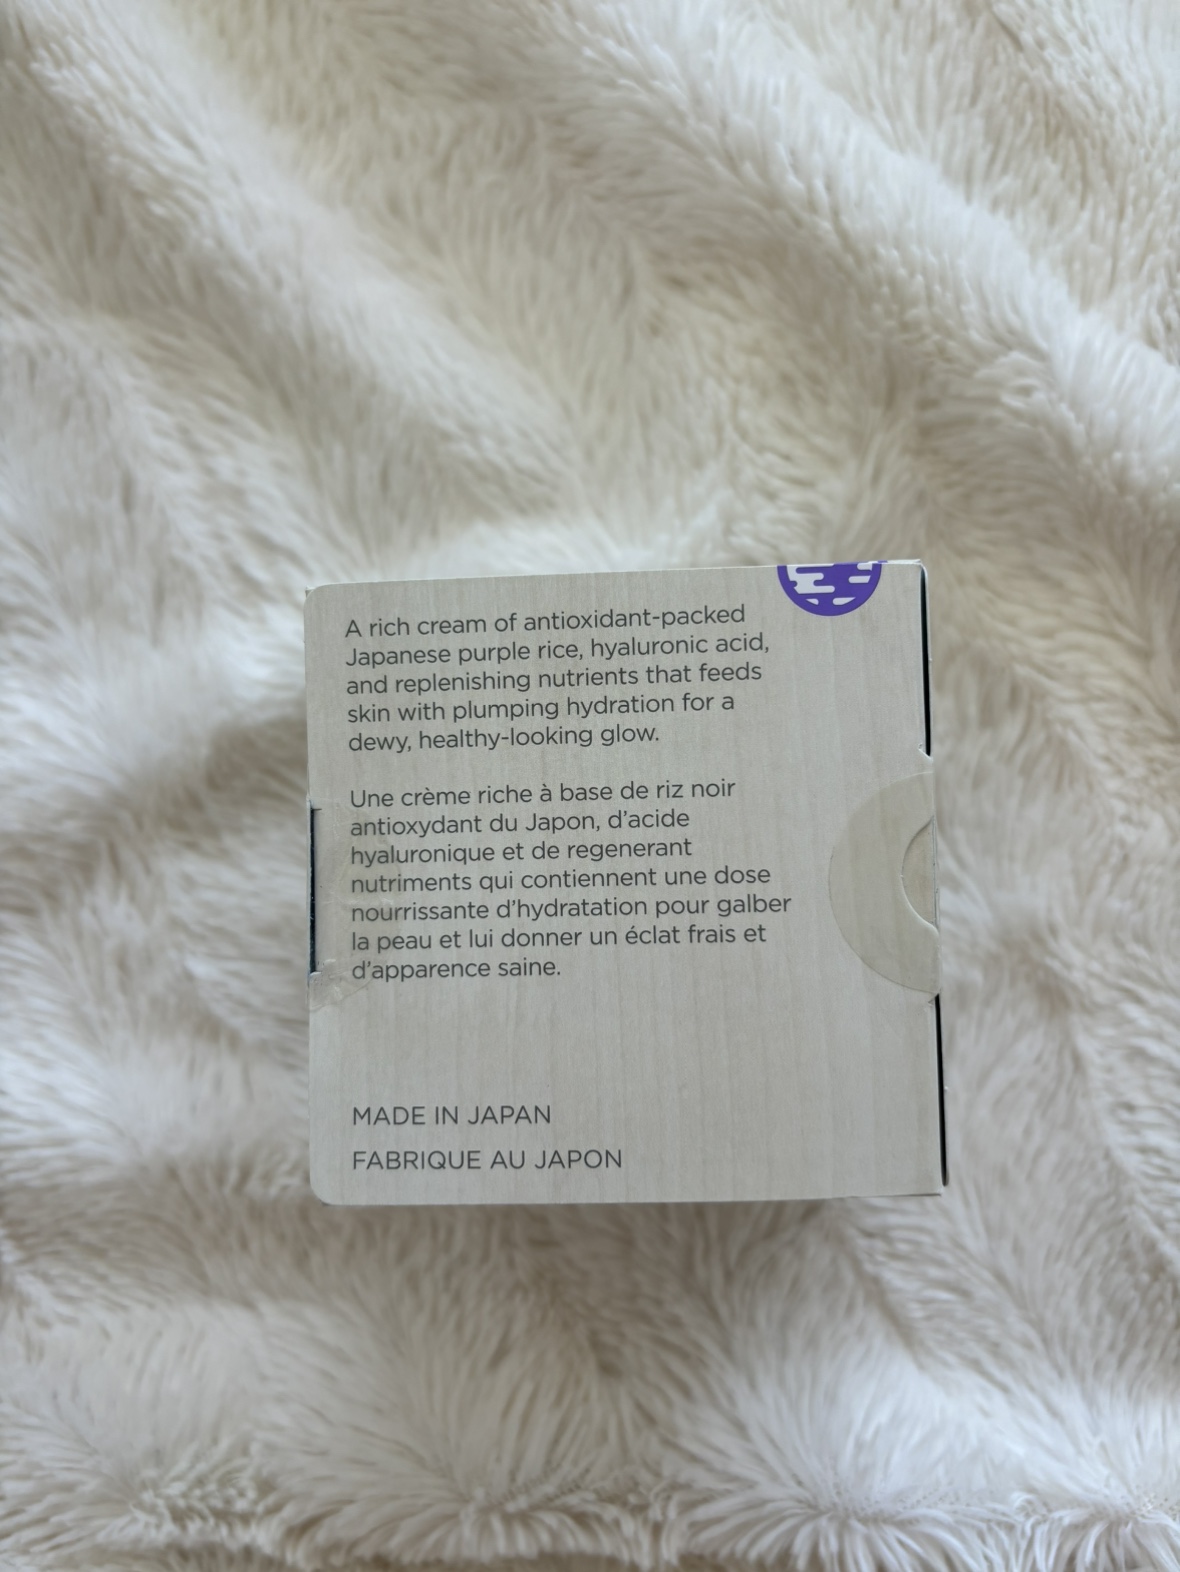 A rich cream of antioxidant-packed
Japanese purple rice, hyaluronic acid,
and replenishing nutrients that feeds
skin with plumping hydration for a
dewy, healthy-looking glow.
Une crème riche à base de riz noir
antioxydant du Japon, d'acide
hyaluronique et de regenerant
nutriments qui contiennent une dose
nourrissante d'hydratation pour galber
la peau et lui donner un éclat frais et
d'apparence saine.
MADE IN JAPAN
FABRIQUE AU JAPON